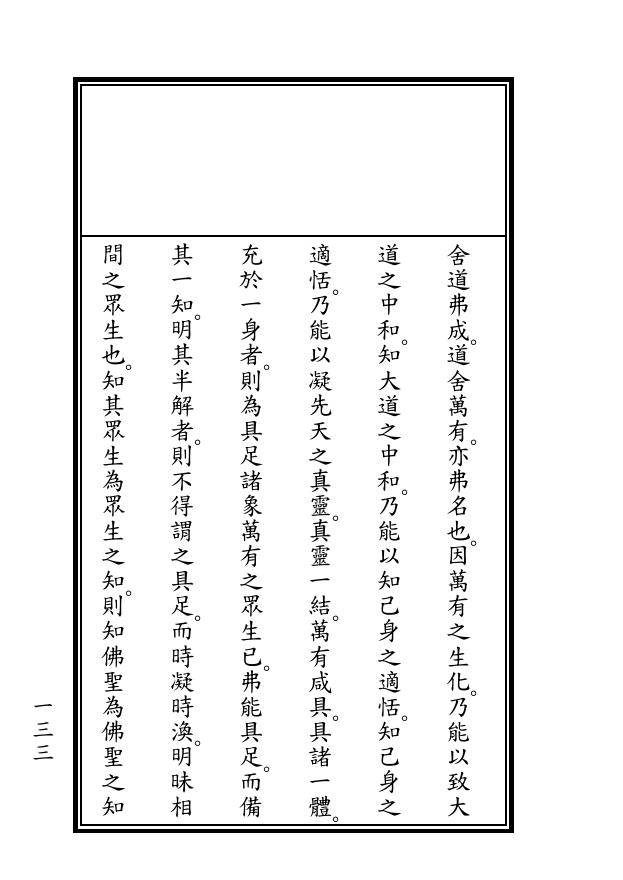 舍道弗成。道舍萬有。亦弗名也。因萬有之生化。乃能以致大
道之中和。知大道之中和。乃能以知己身之適恬。知己身之
適恬。乃能以凝先天之真靈。真靈一結。萬有咸具。具諸一體。
充於一身者。則為具足諸象萬有之眾生已。弗能具足。而備
其一知。明其半解者。則不得謂之具足。而時凝時渙。明昧相
間之眾生也。知其眾生為眾生之知。則知佛聖為佛聖之知
一三三